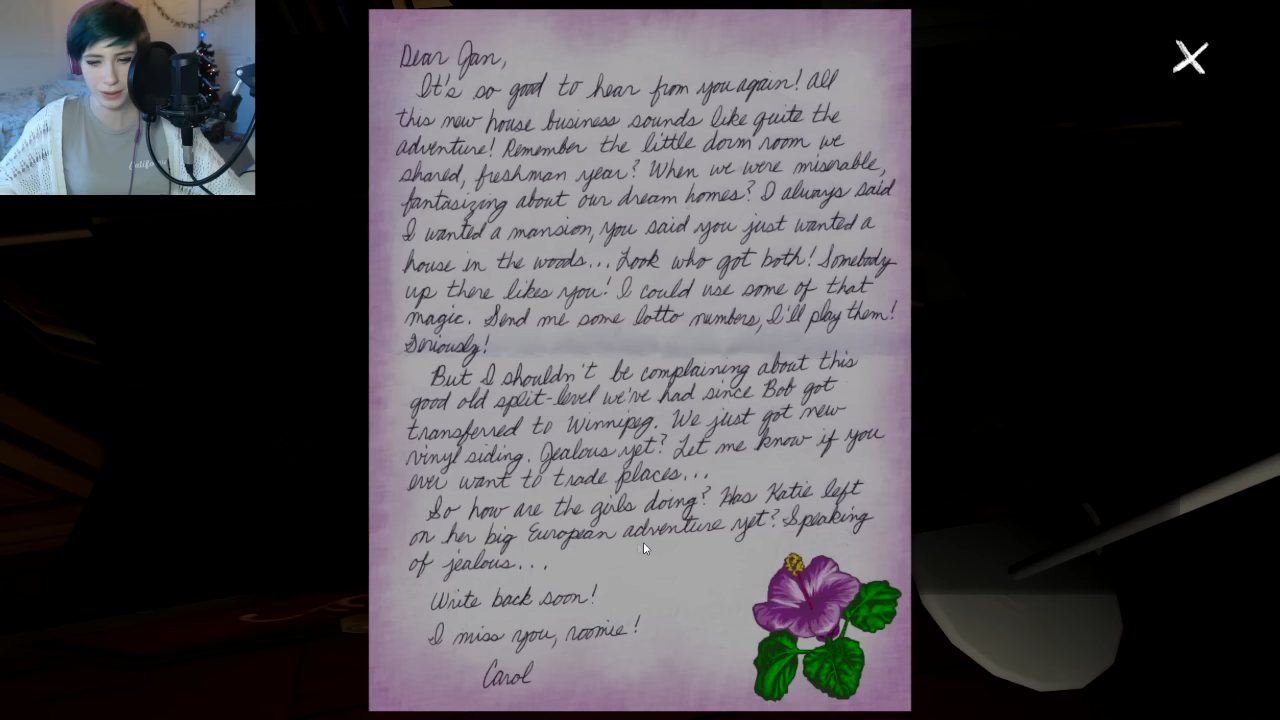 Dear Jan,
It's so good to hear from you again! All
this new house business sounds like quite the
adventure! Remember the little dorm room we
shared, freshman year? When we were miserable,
fantasizing about our dream homes? I always said
I wanted a mansion, you said you just wanted a
house in the woods... Look who got both! Somebody
up there likes you! I could use some of that
magic. Send me some lotto numbers, I'll play them!
Seriously!
But I shouldn't be complaining about this
good old split-level we've had since Bob got
transferred to Winnipeg. We just got new
vinyl siding. Jealous yet? Let me know if you
ever want to trade places...
So how are the girls doing? Has Katie left
on her big European adventure yet? Speaking
of jealous...
Write back soon!
I miss you, roomie!
Carol